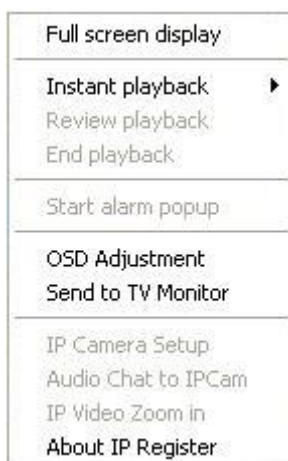 Full screen display
Instant playback
Review playback
End playback
Start alarm popup
OSD Adjustment
Send to TV Monitor
IP Camera Setup
Audio Chat to IPCam
IP Video Zoom in
About IP Register